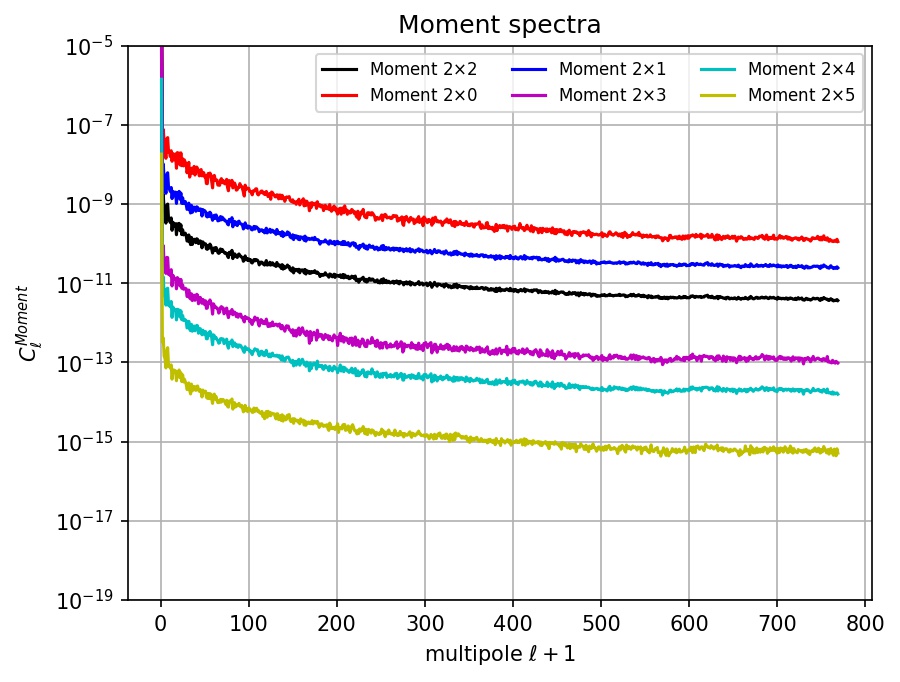 Moment spectra
10⁻⁵
10⁻⁷
10⁻⁹
10⁻¹¹
10⁻¹³
10⁻¹⁵
10⁻¹⁷
10⁻¹⁹
C_ℓ^Moment
Moment 2×2 Moment 2×1 Moment 2×4
Moment 2×0 Moment 2×3 Moment 2×5
0 100 200 300 400 500 600 700 800
multipole ℓ + 1